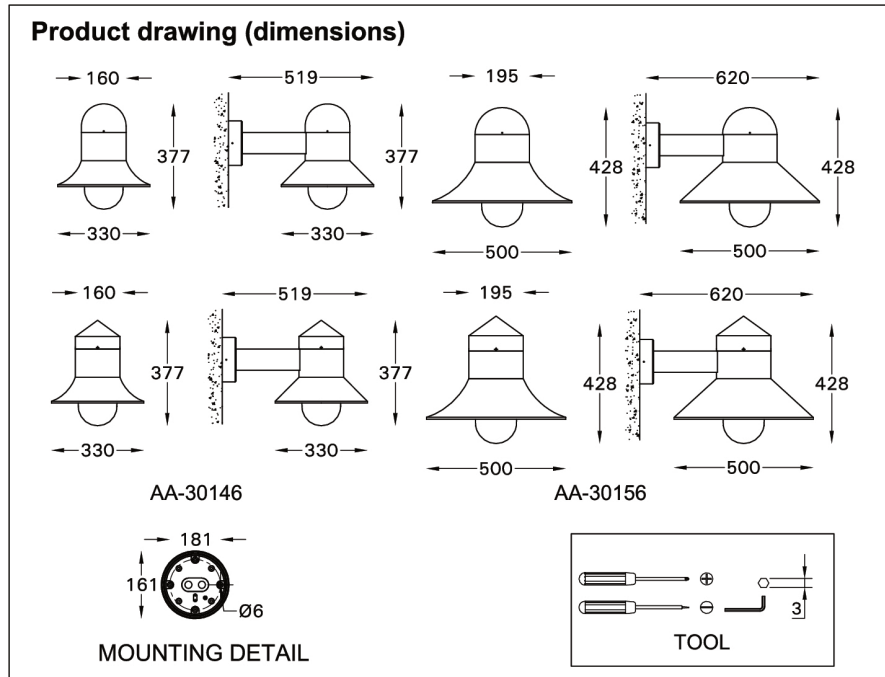 Product drawing (dimensions)
160 519 195 620
377 377 428 428
330 330 500 500
160 519 195 620
377 377 428 428
330 330 500 500
AA-30146 AA-30156
181
161
Ø6
3
MOUNTING DETAIL TOOL